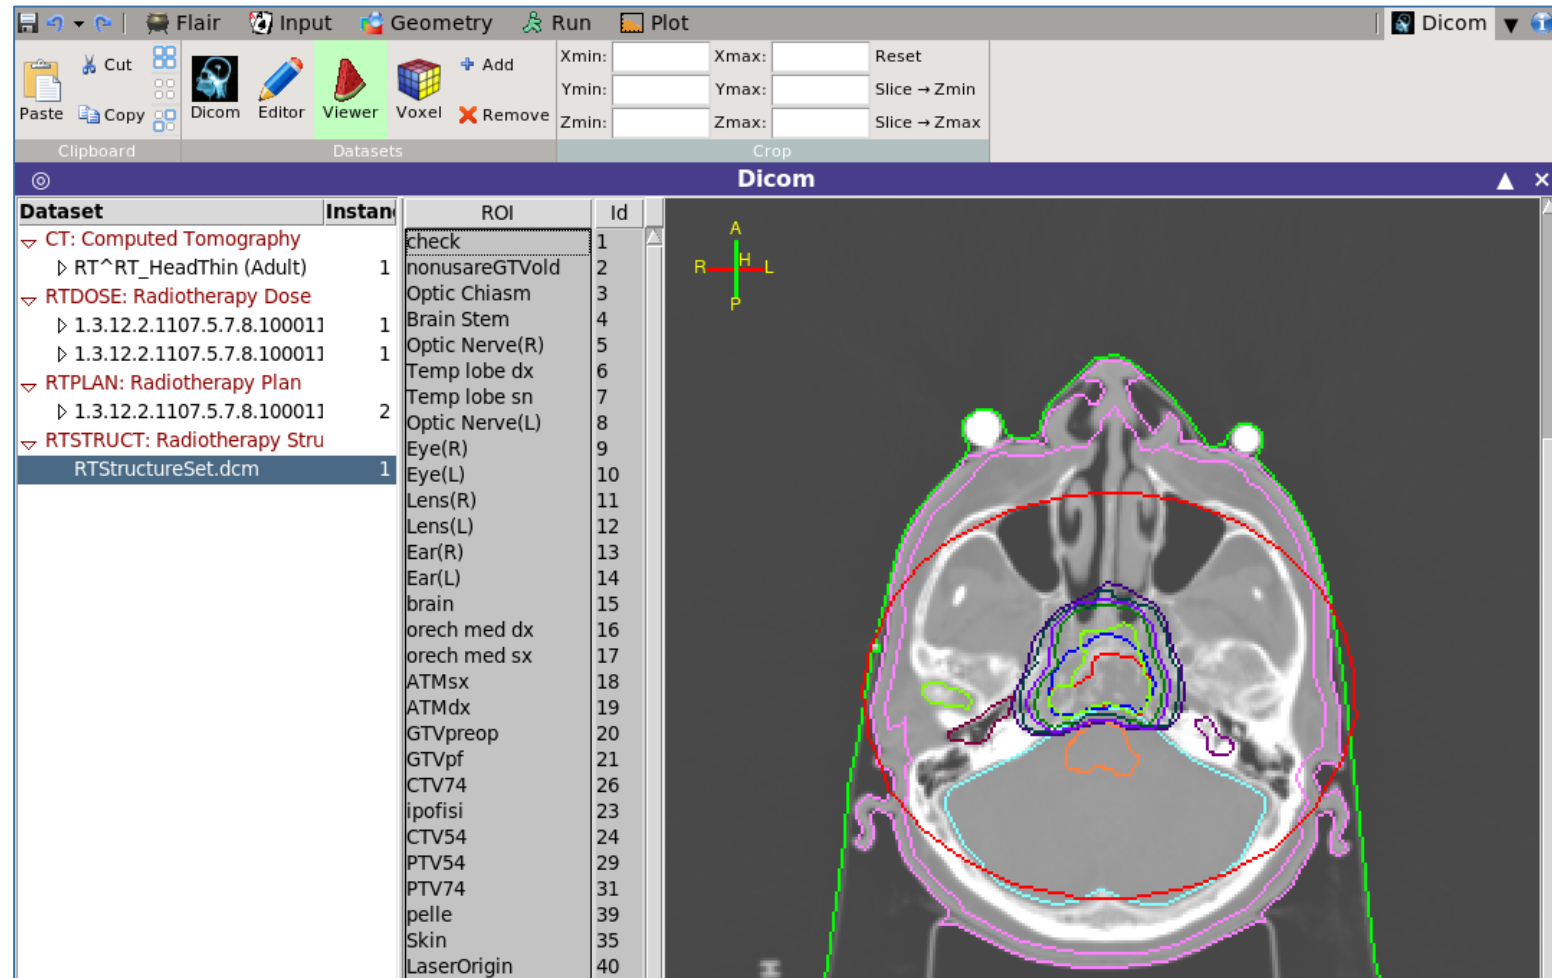 Flair Input Geometry Run Plot Dicom
Paste Cut Copy Dicom Editor Viewer Voxel Add Remove
Xmin: Xmax: Reset
Ymin: Ymax: Slice → Zmin
Zmin: Zmax: Slice → Zmax
Clipboard Datasets Crop
Dicom
Dataset Instan
CT: Computed Tomography
RT^RT_HeadThin (Adult) 1
RTDOSE: Radiotherapy Dose
1.3.12.2.1107.5.7.8.100011 1
1.3.12.2.1107.5.7.8.100011 1
RTPLAN: Radiotherapy Plan
1.3.12.2.1107.5.7.8.100011 2
RTSTRUCT: Radiotherapy Stru
RTStructureSet.dcm 1
ROI Id
check 1
nonusareGTVold 2
Optic Chiasm 3
Brain Stem 4
Optic Nerve(R) 5
Temp lobe dx 6
Temp lobe sn 7
Optic Nerve(L) 8
Eye(R) 9
Eye(L) 10
Lens(R) 11
Lens(L) 12
Ear(R) 13
Ear(L) 14
brain 15
orech med dx 16
orech med sx 17
ATMsx 18
ATMdx 19
GTVpreop 20
GTVpf 21
CTV74 26
ipofisi 23
CTV54 24
PTV54 29
PTV74 31
pelle 39
Skin 35
LaserOrigin 40
A
R H L
P
H